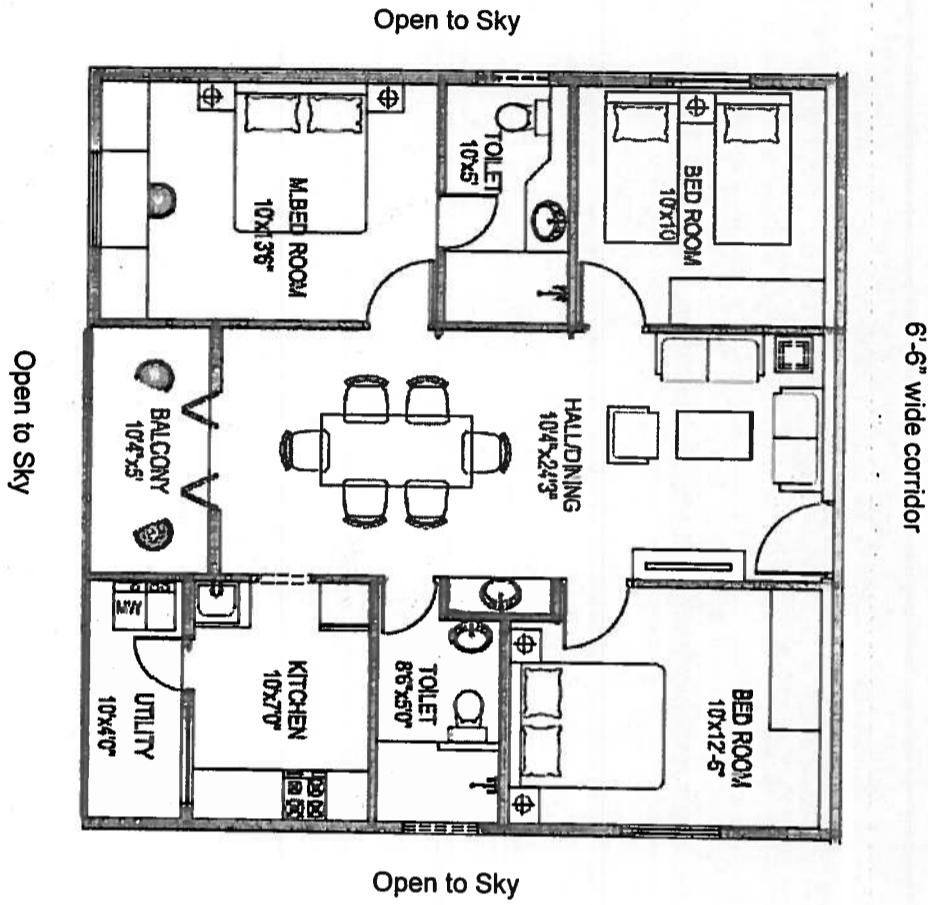 Open to Sky
M.BED ROOM
10'x13'6"
TOILET
10'x5'
BED ROOM
10'x10'
6'-6" wide corridor
Open to Sky
BALCONY
10'4"x5'
HALL/DINING
10'4"x24'3"
UTILITY
10'x4'0"
KITCHEN
10'x7'0"
TOILET
8'6"x5'0"
BED ROOM
10'x12'-6"
Open to Sky